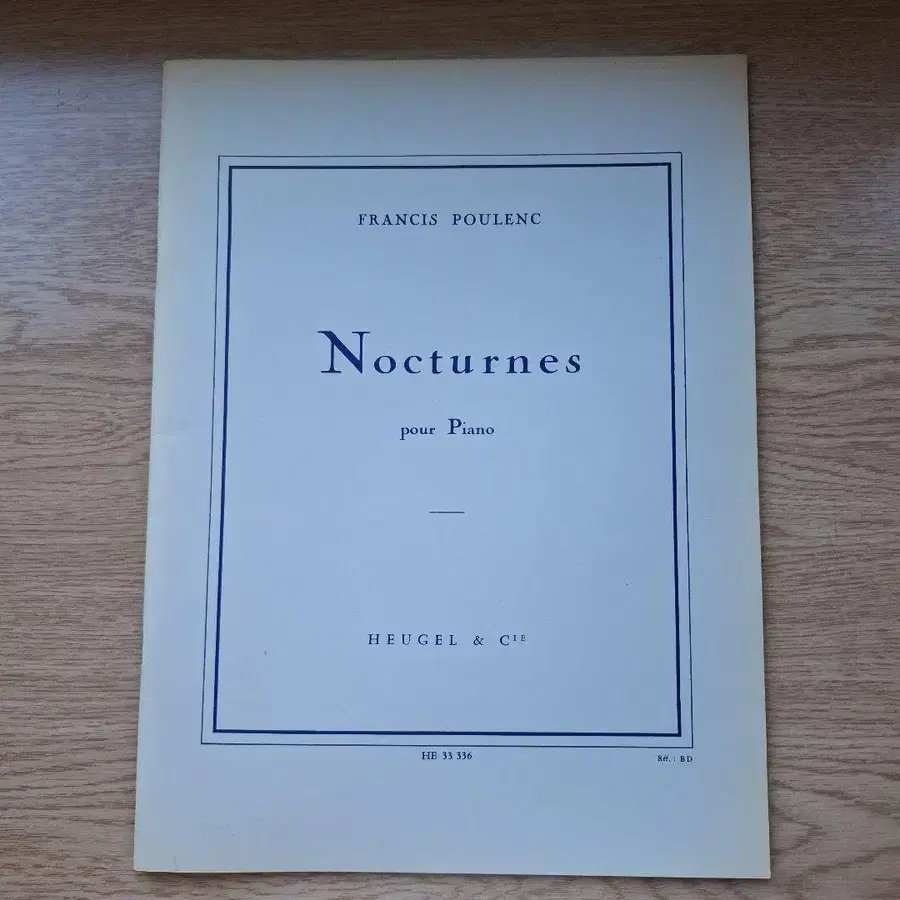 FRANCIS POULENC
Nocturnes
pour Piano
HEUGEL & CIE
HE 33 336
Réf. : BD